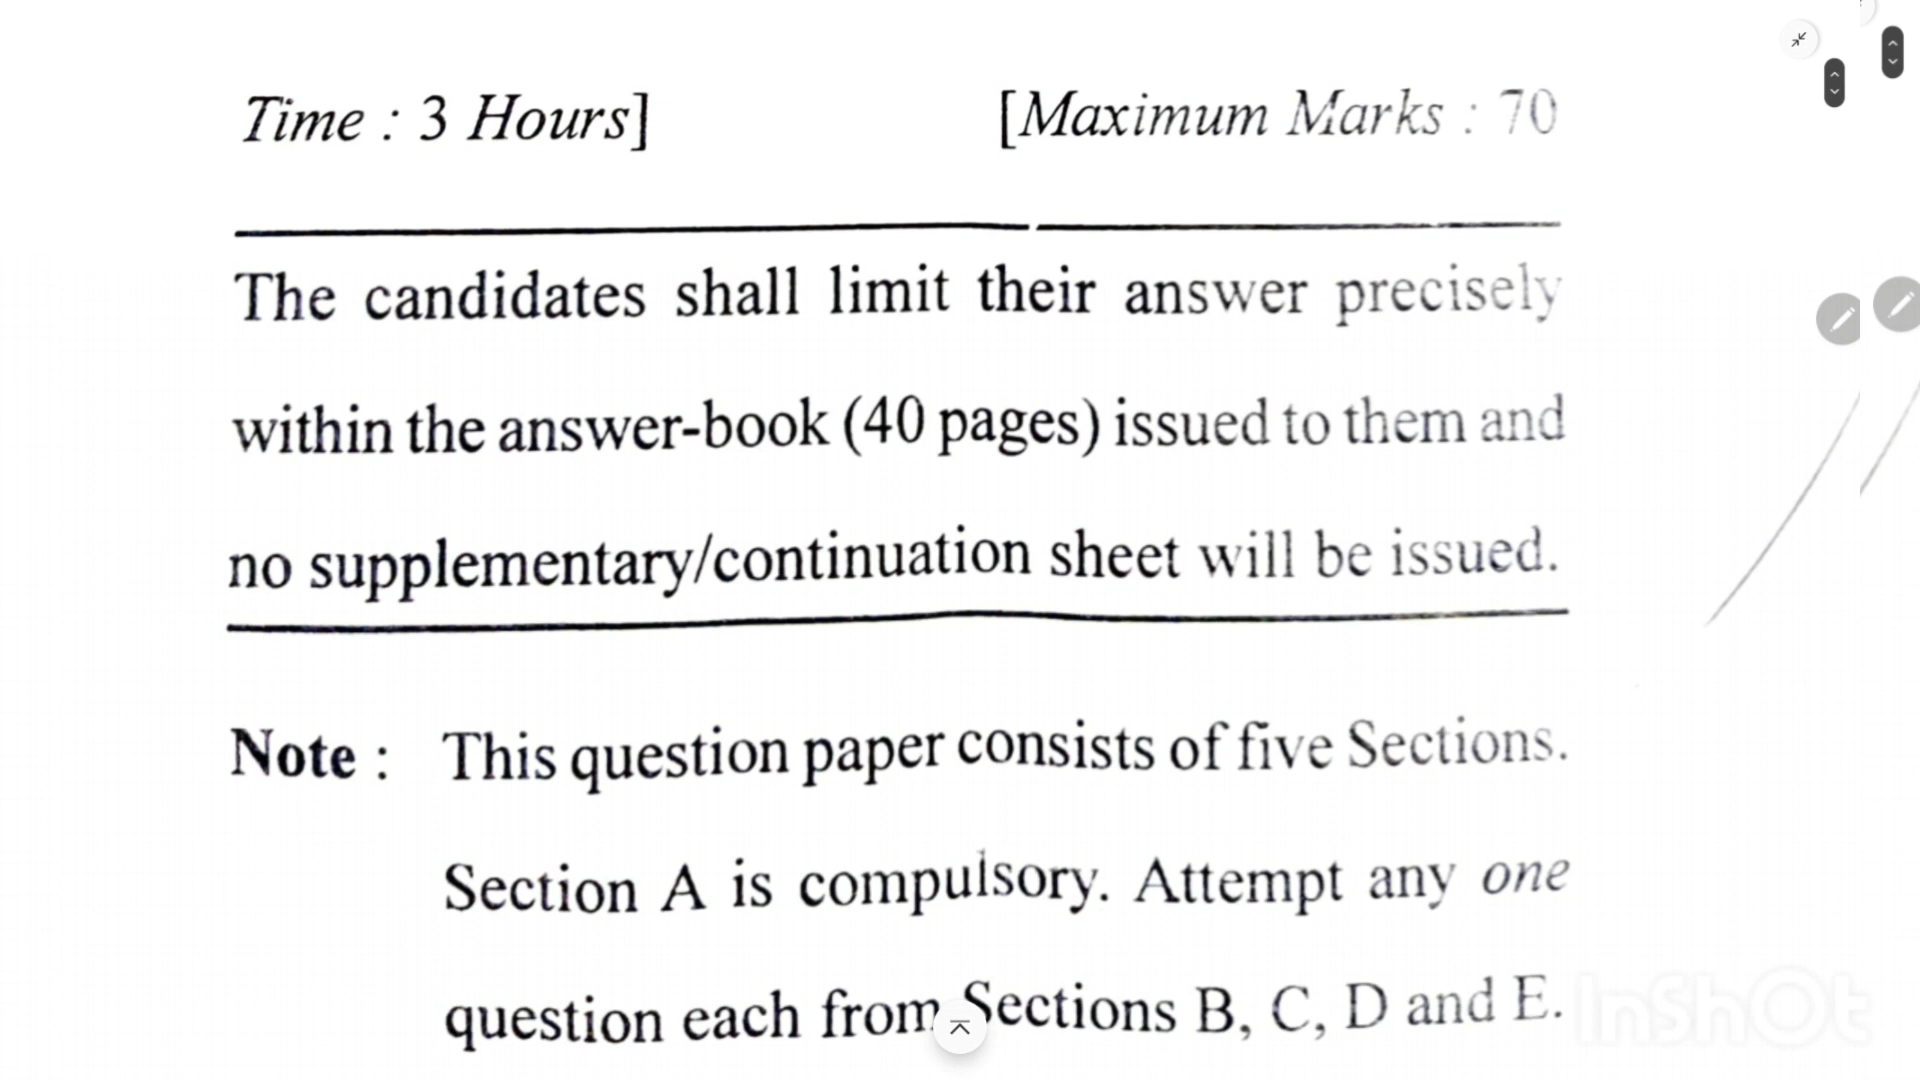 Time : 3 Hours] [Maximum Marks : 70
The candidates shall limit their answer precisely
within the answer-book (40 pages) issued to them and
no supplementary/continuation sheet will be issued.
Note : This question paper consists of five Sections.
Section A is compulsory. Attempt any one
question each from Sections B, C, D and E.
InShOt